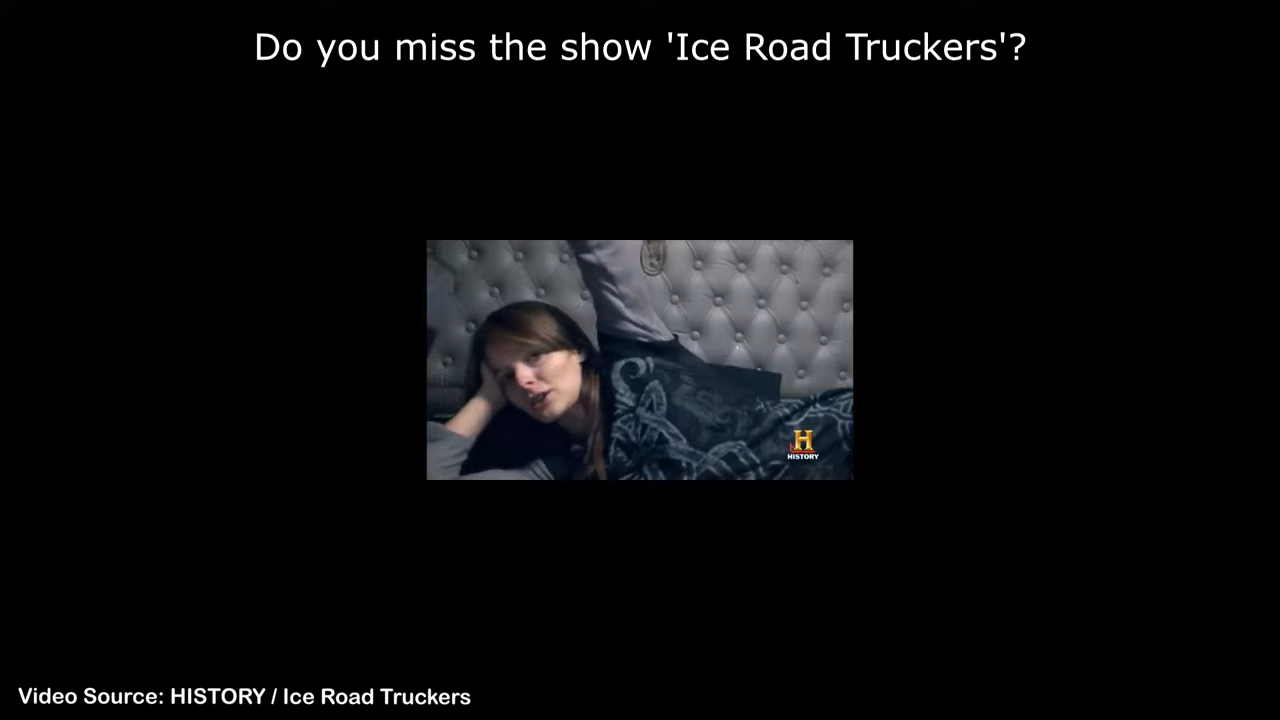 Do you miss the show 'Ice Road Truckers'?
H
HISTORY
Video Source: HISTORY / Ice Road Truckers